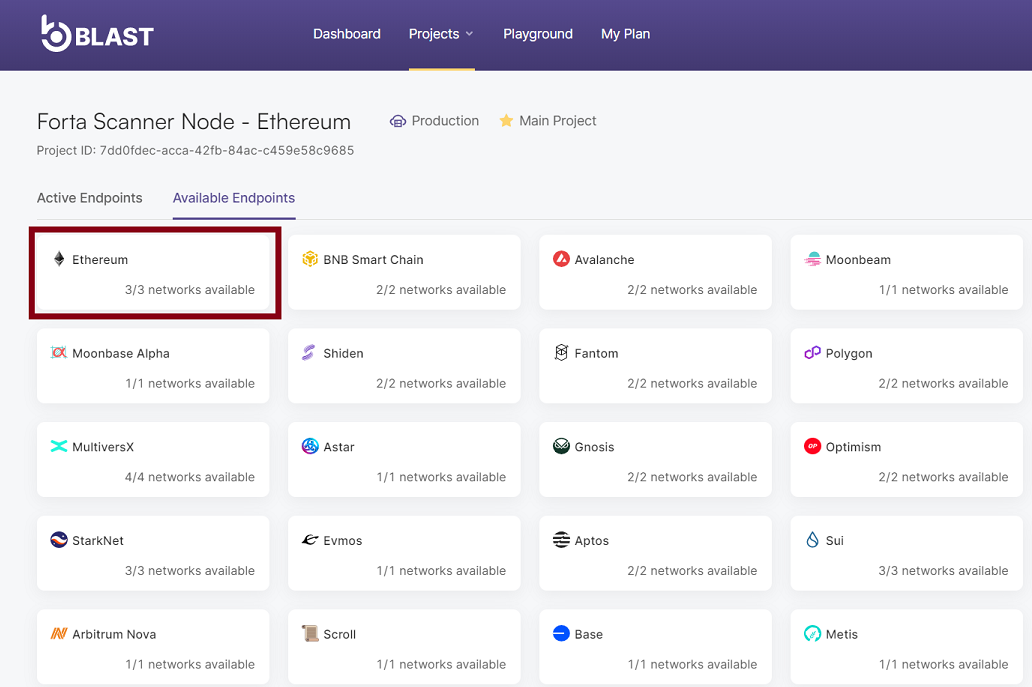 BLAST
Dashboard Projects Playground My Plan
Forta Scanner Node - Ethereum Production Main Project
Project ID: 7dd0fdec-acca-42fb-84ac-c459e58c9685
Active Endpoints Available Endpoints
Ethereum BNB Smart Chain Avalanche Moonbeam
3/3 networks available 2/2 networks available 2/2 networks available 1/1 networks available
Moonbase Alpha Shiden Fantom Polygon
1/1 networks available 2/2 networks available 2/2 networks available 2/2 networks available
MultiversX Astar Gnosis OP Optimism
4/4 networks available 1/1 networks available 2/2 networks available 2/2 networks available
StarkNet Evmos Aptos Sui
3/3 networks available 1/1 networks available 2/2 networks available 3/3 networks available
Arbitrum Nova Scroll Base Metis
1/1 networks available 1/1 networks available 1/1 networks available 1/1 networks available